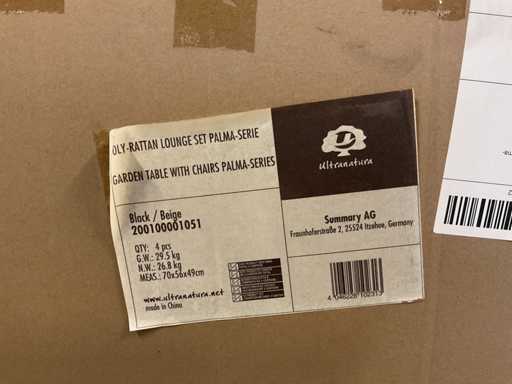 OLY-RATTAN LOUNGE SET PALMA-SERIE
GARDEN TABLE WITH CHAIRS PALMA-SERIES
Black / Beige
200100001051
QTY: 4 pcs
G.W.: 29.5 kg
N.W.: 26.8 kg
MEAS.: 70x56x49cm
www.ultranatura.net
made in China
U
Ultranatura
Summary AG
Fraunhoferstraße 2, 25524 Itzehoe, Germany